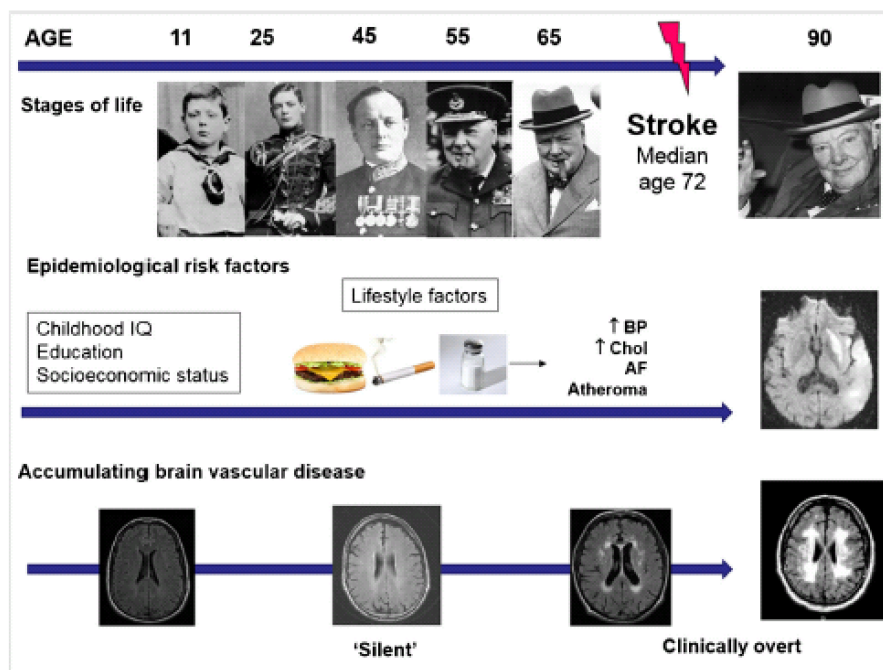 AGE 11 25 45 55 65 90
Stages of life
Stroke
Median
age 72
Epidemiological risk factors
Lifestyle factors
Childhood IQ
Education
Socioeconomic status
↑ BP
↑ Chol
AF
Atheroma
Accumulating brain vascular disease
‘Silent’ Clinically overt